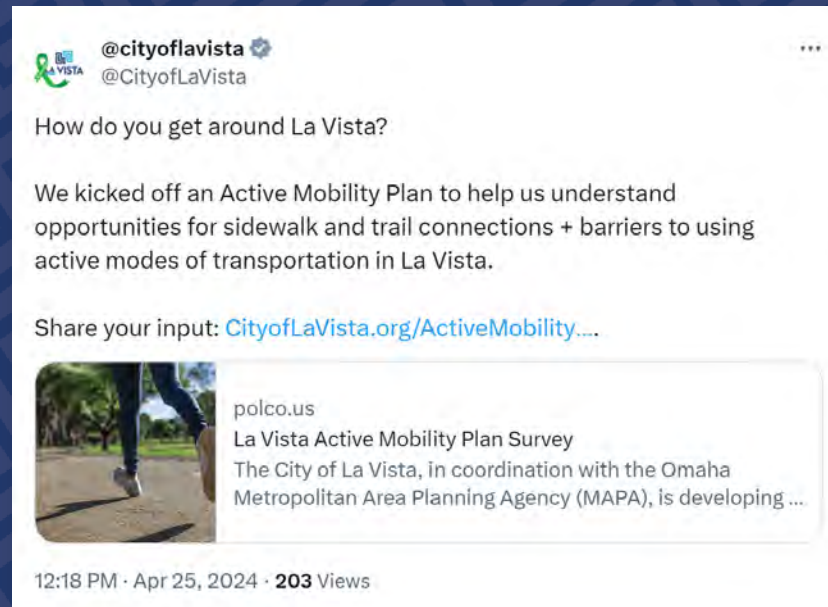 @cityoflavista
@CityofLaVista
LA VISTA
How do you get around La Vista?
We kicked off an Active Mobility Plan to help us understand
opportunities for sidewalk and trail connections + barriers to using
active modes of transportation in La Vista.
Share your input: CityofLaVista.org/ActiveMobility....
polco.us
La Vista Active Mobility Plan Survey
The City of La Vista, in coordination with the Omaha
Metropolitan Area Planning Agency (MAPA), is developing ...
12:18 PM · Apr 25, 2024 · 203 Views